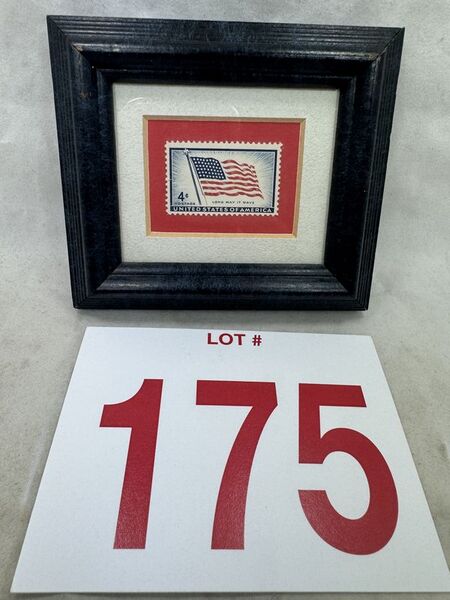 4¢
POSTAGE
LONG MAY IT WAVE
UNITED STATES OF AMERICA
LOT #
175